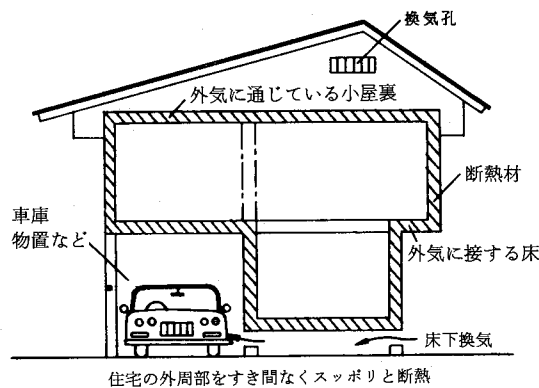 換気孔
外気に通じている小屋裏
断熱材
車庫
物置など
外気に接する床
床下換気
住宅の外周部をすき間なくスッポリと断熱